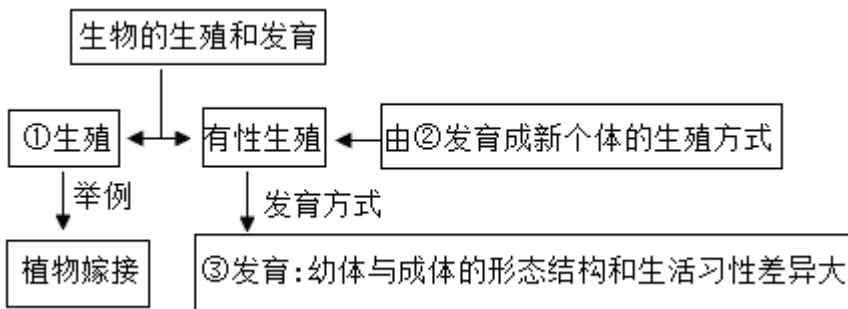 生物的生殖和发育
①生殖
有性生殖
由②发育成新个体的生殖方式
举例
发育方式
植物嫁接
③发育:幼体与成体的形态结构和生活习性差异大